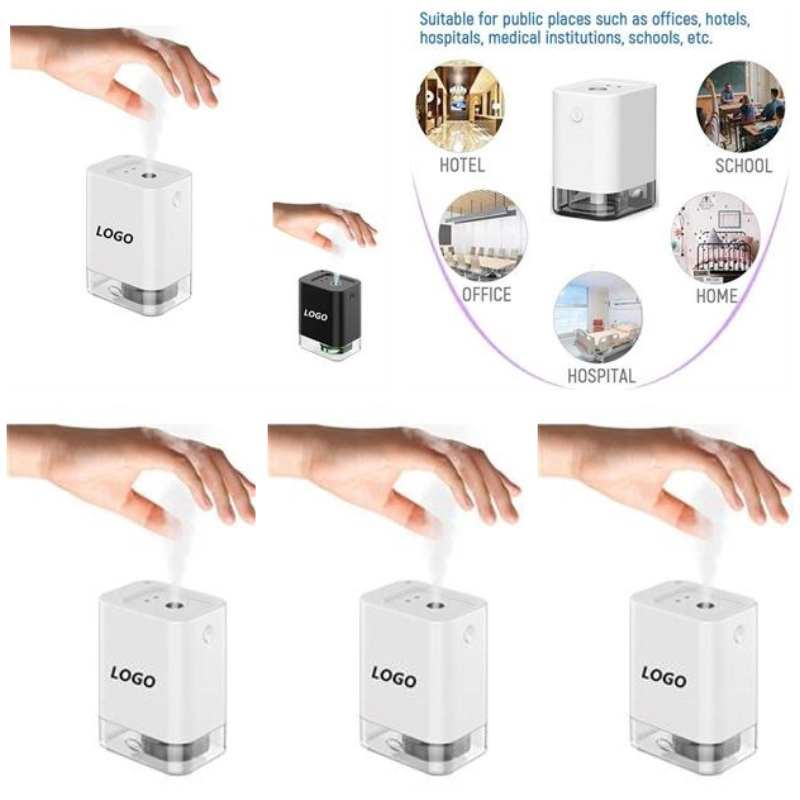 LOGO
LOGO
Suitable for public places such as offices, hotels,
hospitals, medical institutions, schools, etc.
HOTEL
SCHOOL
OFFICE
HOME
HOSPITAL
LOGO
LOGO
LOGO